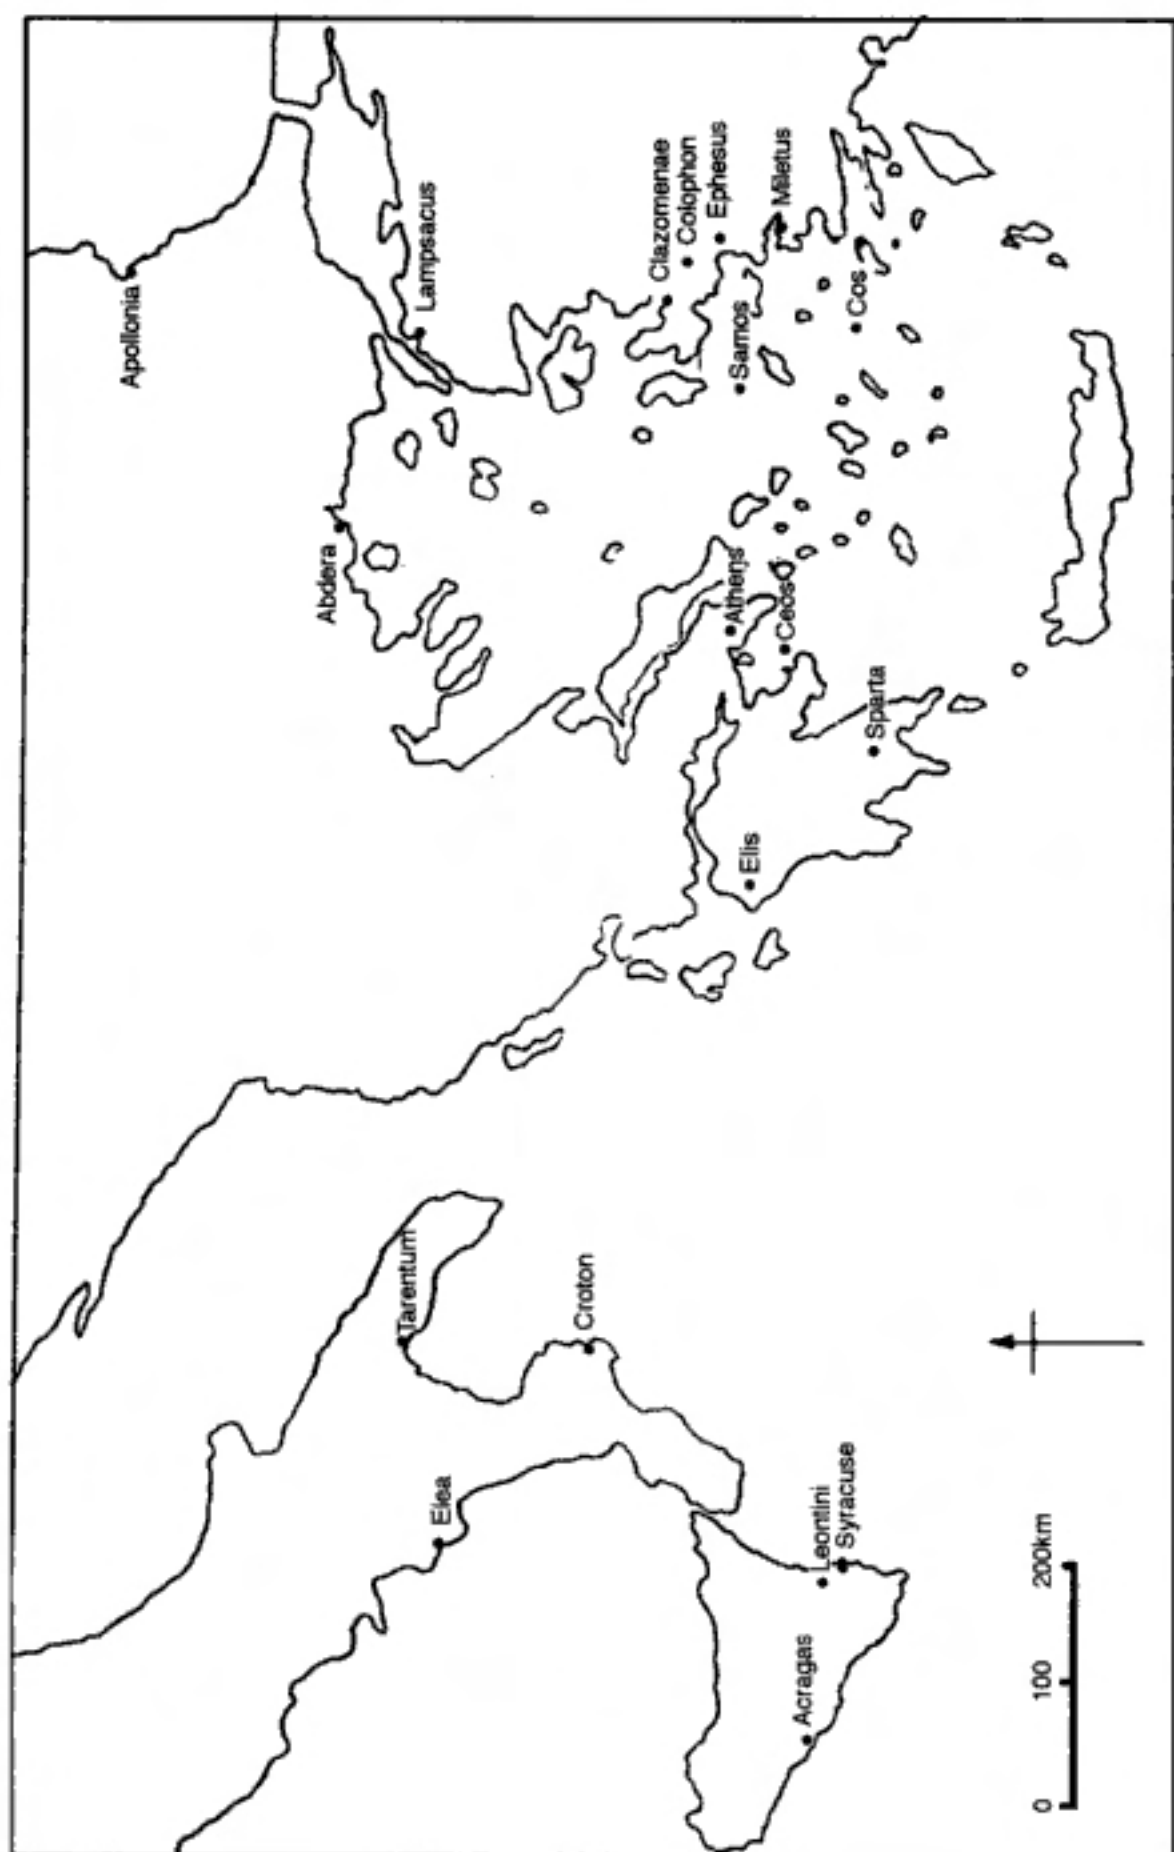 Apollonia
Abdera
Tarentum
Lampsacus
Elea
Croton
Clazomenae
Colophon
Ephesus
Athens
Samos
Elis
Miletus
Ceos
Acragas
Leontini
Syracuse
Cos
Sparta
0 100 200km